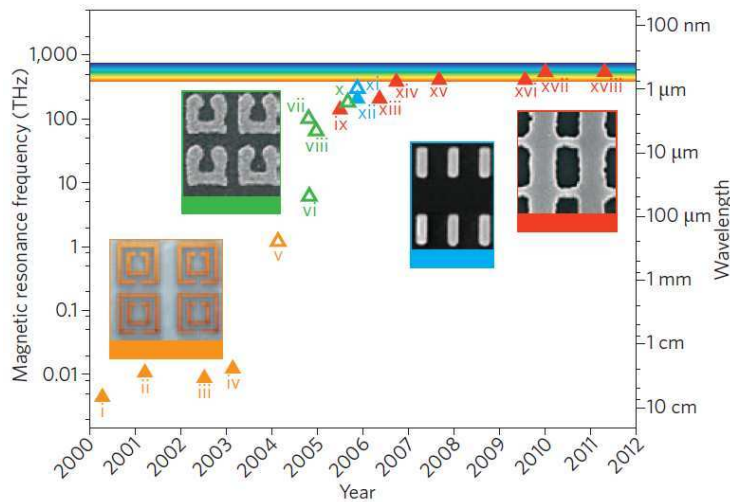 Magnetic resonance frequency (THz)
1,000
100
10
1
0.1
0.01
100 nm
1 μm
10 μm
100 μm
1 mm
1 cm
10 cm
Wavelength
i
ii
iii
iv
v
vi
vii
viii
ix
x
xi
xii
xiii
xiv
xv
xvi
xvii
xviii
2000 2001 2002 2003 2004 2005 2006 2007 2008 2009 2010 2011 2012
Year